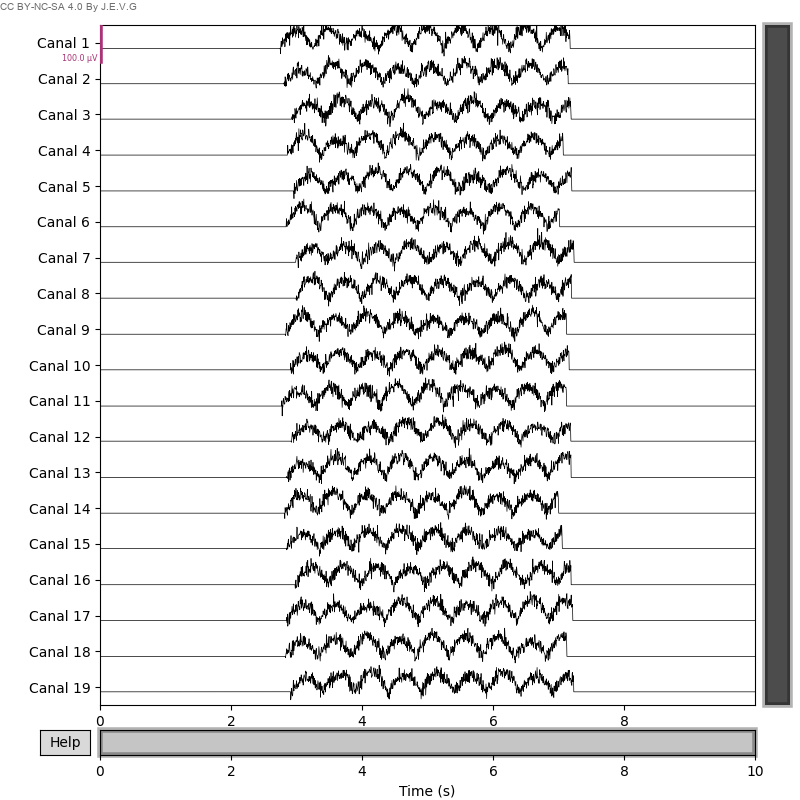 CC BY-NC-SA 4.0 By J.E.V.G
Canal 1
100.0 µV
Canal 2
Canal 3
Canal 4
Canal 5
Canal 6
Canal 7
Canal 8
Canal 9
Canal 10
Canal 11
Canal 12
Canal 13
Canal 14
Canal 15
Canal 16
Canal 17
Canal 18
Canal 19
0 2 4 6 8
Help
0 2 4 6 8 10
Time (s)